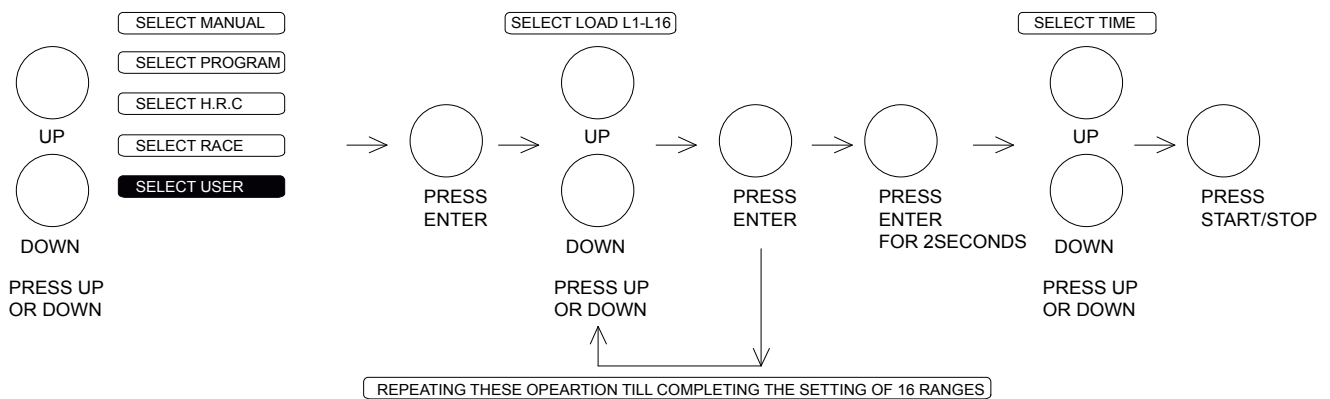 SELECT MANUAL
SELECT PROGRAM
SELECT H.R.C
SELECT RACE
SELECT USER
UP
DOWN
PRESS UP
OR DOWN
PRESS
ENTER
SELECT LOAD L1-L16
UP
DOWN
PRESS UP
OR DOWN
PRESS
ENTER
PRESS
ENTER
FOR 2SECONDS
SELECT TIME
UP
DOWN
PRESS UP
OR DOWN
PRESS
START/STOP
REPEATING THESE OPEARTION TILL COMPLETING THE SETTING OF 16 RANGES